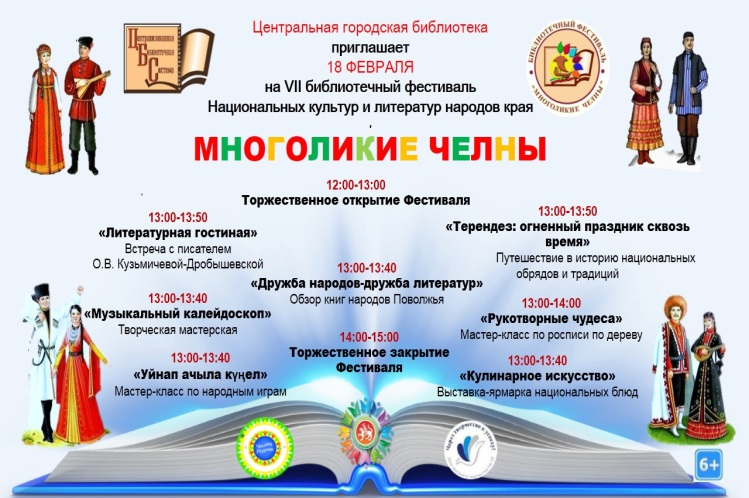 Централизованная
Библиотечная
Система
Центральная городская библиотека
приглашает
18 ФЕВРАЛЯ
на VII библиотечный фестиваль
Национальных культур и литератур народов края
,
БИБЛИОТЕЧНЫЙ ФЕСТИВАЛЬ
"МНОГОЛИКИЕ ЧЕЛНЫ"
МНОГОЛИКИЕ ЧЕЛНЫ
12:00-13:00
Торжественное открытие Фестиваля
13:00-13:50
«Литературная гостиная»
Встреча с писателем
О.В. Кузьмичевой-Дробышевской
13:00-13:50
«Терендез: огненный праздник сквозь
время»
Путешествие в историю национальных
обрядов и традиций
13:00-13:40
«Дружба народов-дружба литератур»
Обзор книг народов Поволжья
13:00-13:40
«Музыкальный калейдоскоп»
Творческая мастерская
13:00-14:00
«Рукотворные чудеса»
Мастер-класс по росписи по дереву
14:00-15:00
Торжественное закрытие
Фестиваля
13:00-13:40
«Уйнап ачыла күңел»
Мастер-класс по народным играм
13:00-13:40
«Кулинарное искусство»
Выставка-ярмарка национальных блюд
Через творчество к успеху!
6+